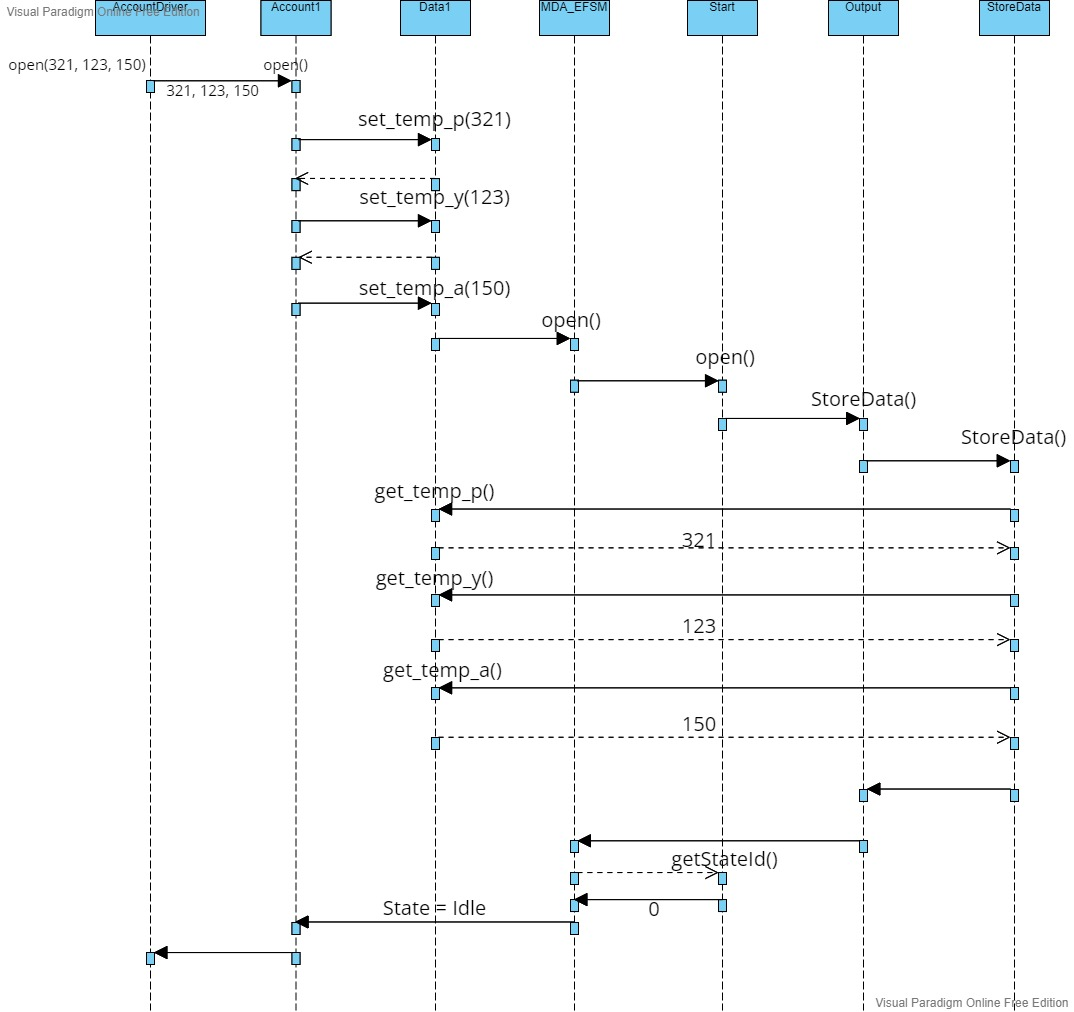 AccountDriver
Account1
Data1
MDA_EFSM
Start
Output
StoreData
Visual Paradigm Online Free Edition
open(321, 123, 150)
open()
321, 123, 150
set_temp_p(321)
set_temp_y(123)
set_temp_a(150)
open()
open()
StoreData()
StoreData()
get_temp_p()
321
get_temp_y()
123
get_temp_a()
150
getStateId()
State = Idle
0
Visual Paradigm Online Free Edition